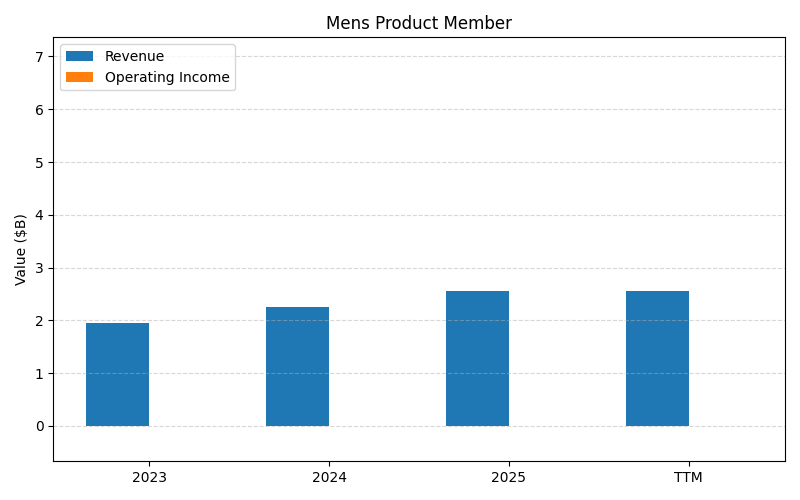 Mens Product Member
Revenue
Operating Income
Value ($B)
7
6
5
4
3
2
1
0
2023
2024
2025
TTM